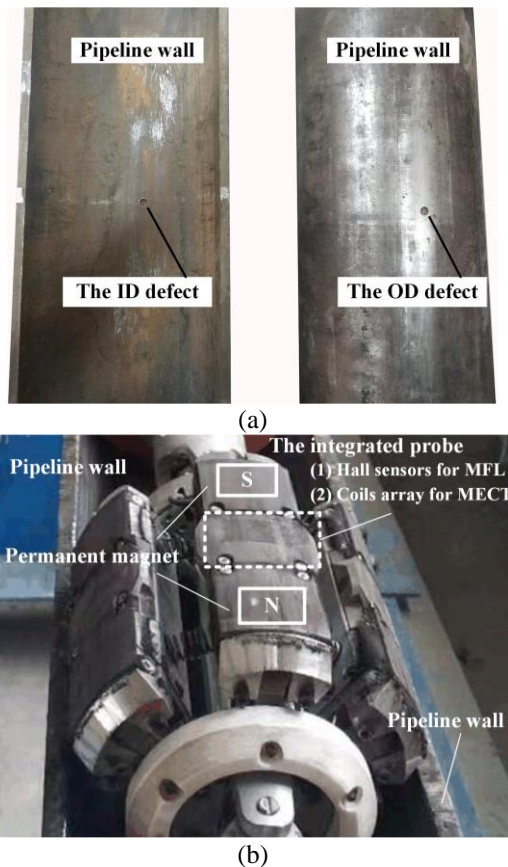 Pipeline wall
Pipeline wall
The ID defect
The OD defect
(a)
The integrated probe
Pipeline wall
(1) Hall sensors for MFL
S
(2) Coils array for MECT
Permanent magnet
N
Pipeline wall
(b)